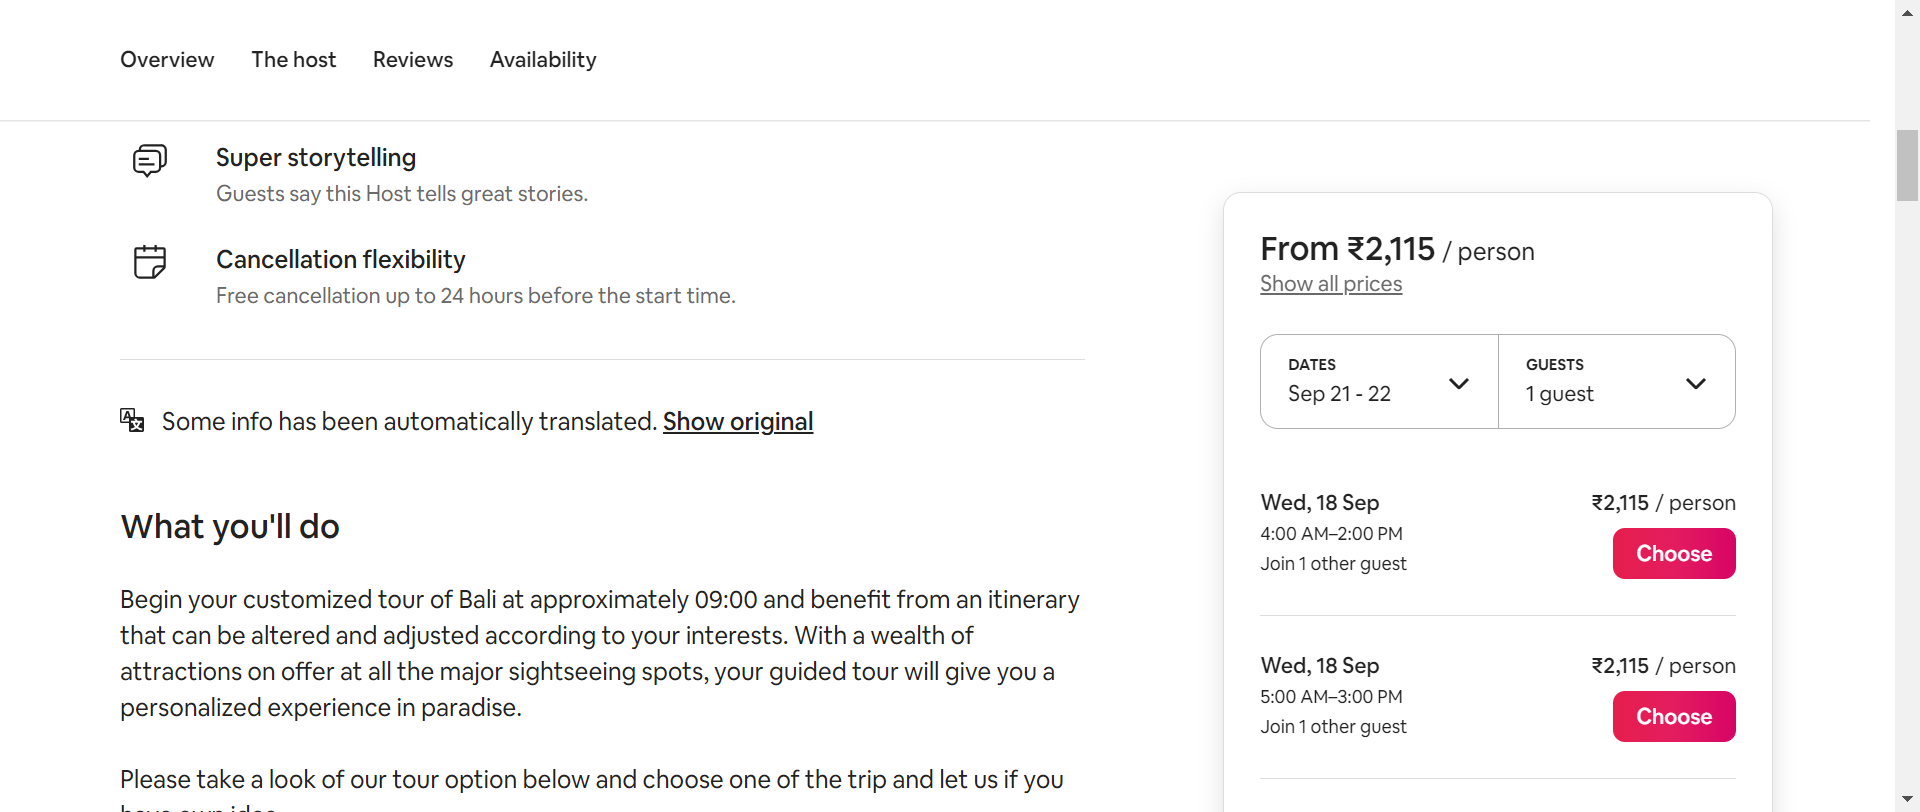 Overview The host Reviews Availability
Super storytelling
Guests say this Host tells great stories.
Cancellation flexibility
Free cancellation up to 24 hours before the start time.
Some info has been automatically translated. Show original
What you'll do
Begin your customized tour of Bali at approximately 09:00 and benefit from an itinerary
that can be altered and adjusted according to your interests. With a wealth of
attractions on offer at all the major sightseeing spots, your guided tour will give you a
personalized experience in paradise.
Please take a look of our tour option below and choose one of the trip and let us if you
have own idea
From ₹2,115 / person
Show all prices
DATES GUESTS
Sep 21 - 22 1 guest
Wed, 18 Sep ₹2,115 / person
4:00 AM–2:00 PM
Join 1 other guest
Choose
Wed, 18 Sep ₹2,115 / person
5:00 AM–3:00 PM
Join 1 other guest
Choose